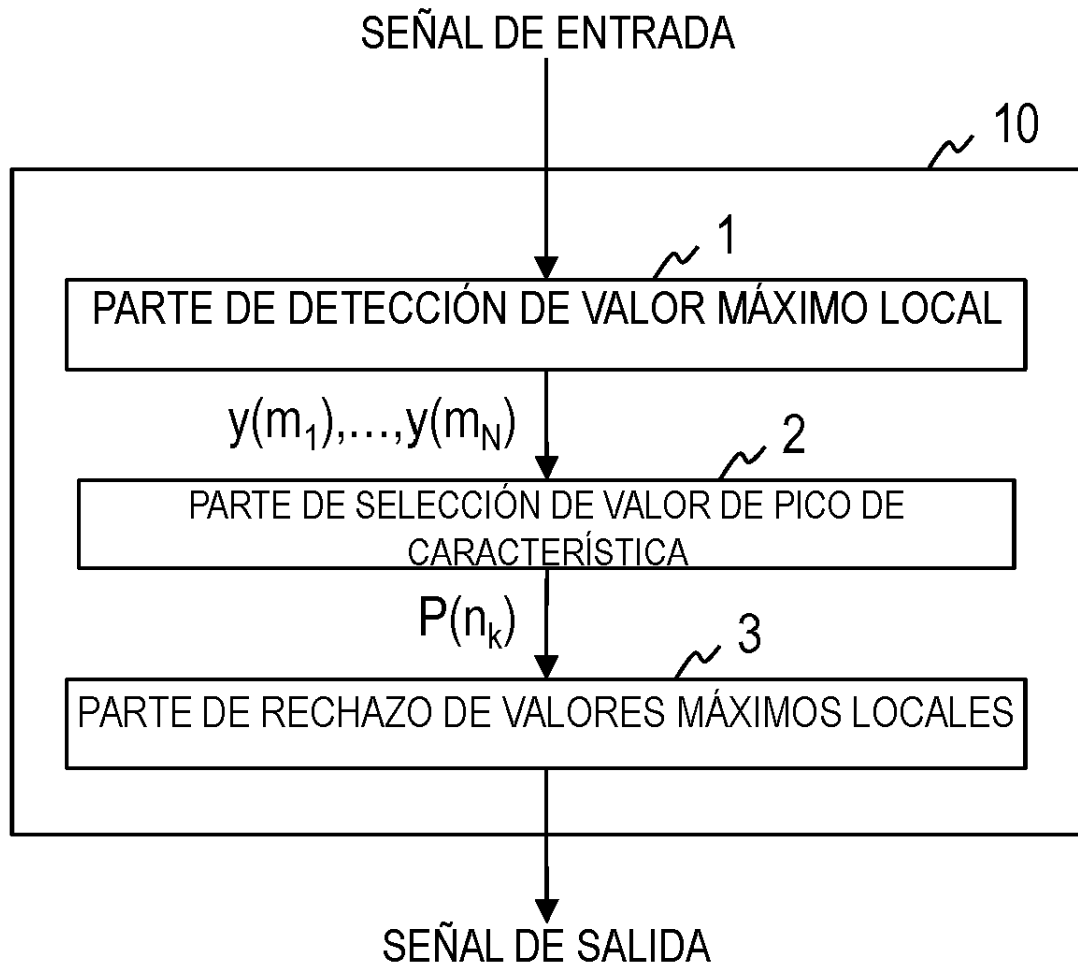 SEÑAL DE ENTRADA
10
1
PARTE DE DETECCIÓN DE VALOR MÁXIMO LOCAL
y(m₁),...,y(m_N)
2
PARTE DE SELECCIÓN DE VALOR DE PICO DE
CARACTERÍSTICA
P(nₖ)
3
PARTE DE RECHAZO DE VALORES MÁXIMOS LOCALES
SEÑAL DE SALIDA